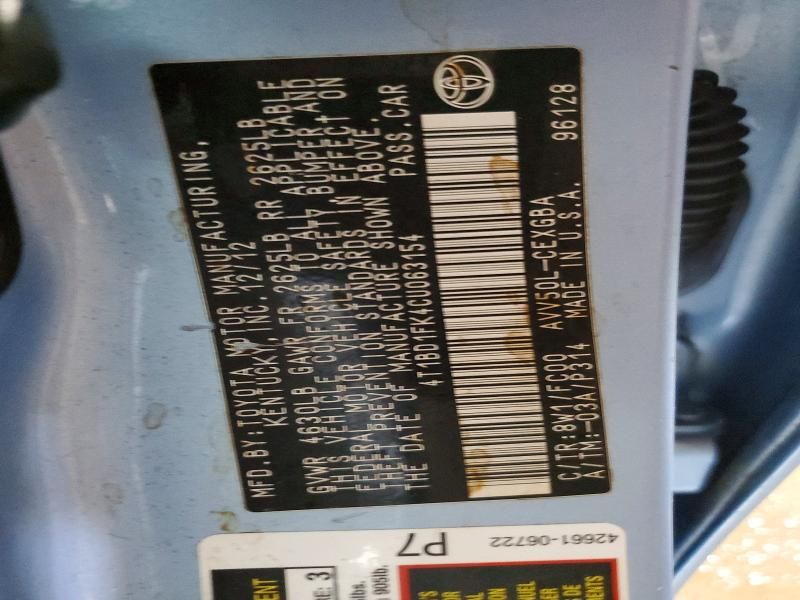 MFD.BY:TOYOTA MOTOR MANUFACTURING,
KENTUCKY, INC. 12/12
GVWR 4630LB GAWR FR 2625LB RR 2625LB
THIS VEHICLE CONFORMS TO ALL APPLICABLE
FEDERAL MOTOR VEHICLE SAFETY, BUMPER, AND
THEFT PREVENTION STANDARDS IN EFFECT ON
THE DATE OF MANUFACTURE SHOWN ABOVE.
4T1BD1FK4CU063154 PASS.CAR
C/TR:8W1/FC00 AVV50L-CEXGBA 96128
A/TM:-03A/P314 MADE IN U.S.A.
P7
42661-06722
3